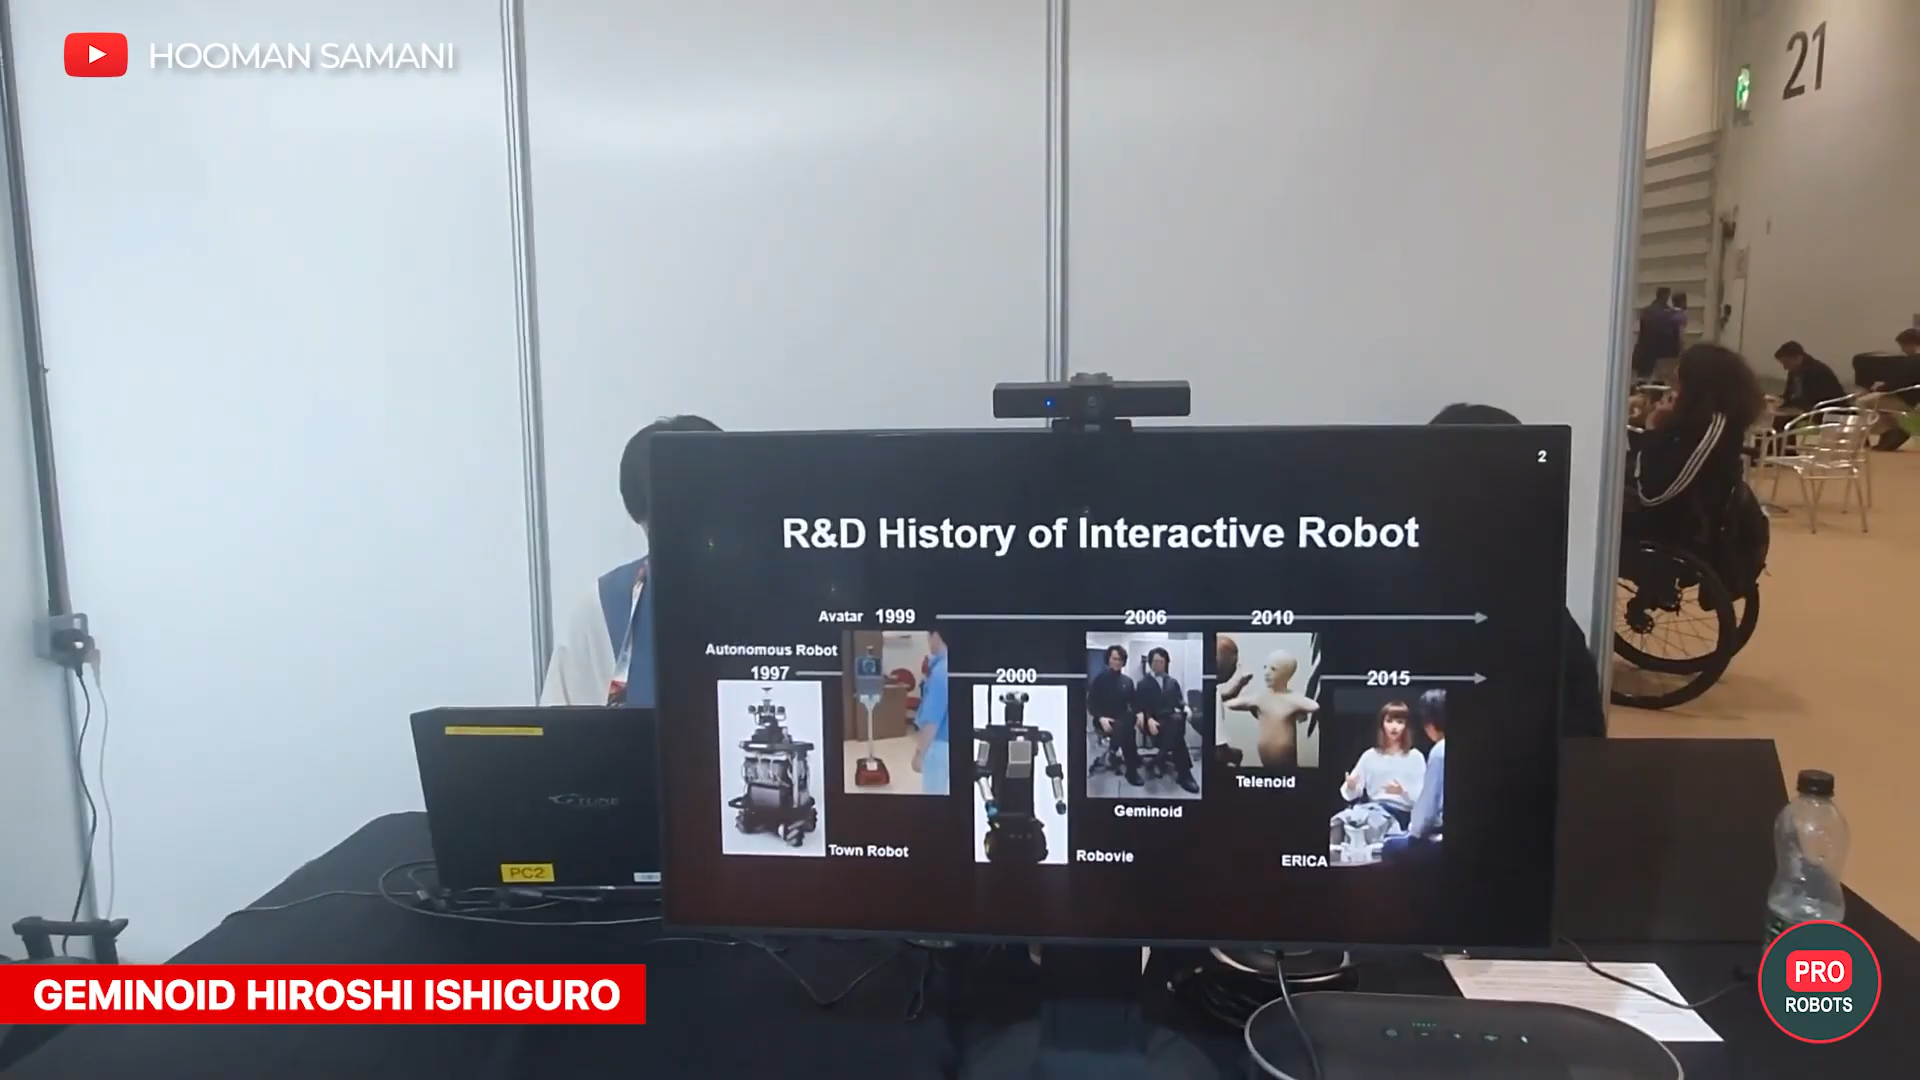 HOOMAN SAMANI
21
2
R&D History of Interactive Robot
Avatar 1999
2006
2010
Autonomous Robot
1997
2000
2015
Telenoid
Geminoid
Town Robot
Robovie
ERICA
G TUNE
PC2
GEMINOID HIROSHI ISHIGURO
PRO
ROBOTS